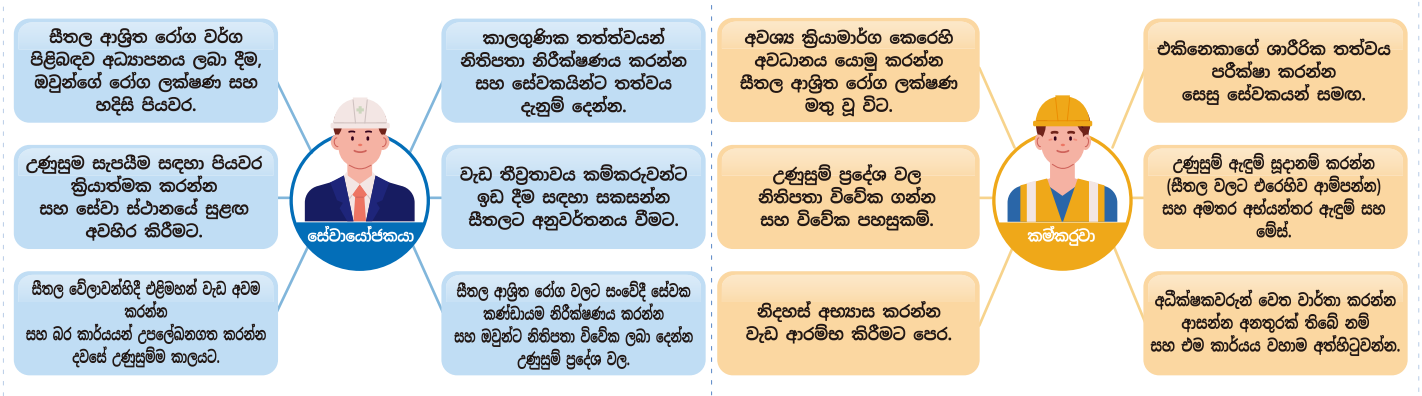 සීතල ආශ්‍රිත රෝග වර්ග
පිළිබඳව අධ්‍යාපනය ලබා දීම,
ඔවුන්ගේ රෝග ලක්ෂණ සහ
හදිසි පියවර.
කාලගුණික තත්ත්වයන්
නිතිපතා නිරීක්ෂණය කරන්න
සහ සේවකයින්ට තත්වය
දැනුම් දෙන්න.
උණුසුම සැපයීම සඳහා පියවර
ක්‍රියාත්මක කරන්න
සහ සේවා ස්ථානයේ සුළඟ
අවහිර කිරීමට.
වැඩ තීව්‍රතාවය කම්කරුවන්ට
ඉඩ දීම සඳහා සකසන්න
සීතලට අනුවර්තනය වීමට.
සේවායෝජකයා
සීතල වේලාවන්හිදී එළිමහන් වැඩ අවම
කරන්න
සහ බර කාර්යයන් උපලේඛනගත කරන්න
දවසේ උණුසුම්ම කාලයට.
සීතල ආශ්‍රිත රෝග වලට සංවේදී සේවක
කණ්ඩායම නිරීක්ෂණය කරන්න
සහ ඔවුන්ට නිතිපතා විවේක ලබා දෙන්න
උණුසුම් ප්‍රදේශ වල.
අවශ්‍ය ක්‍රියාමාර්ග කෙරෙහි
අවධානය යොමු කරන්න
සීතල ආශ්‍රිත රෝග ලක්ෂණ
මතු වූ විට.
එකිනෙකාගේ ශාරීරික තත්වය
පරීක්ෂා කරන්න
සෙසු සේවකයන් සමඟ.
උණුසුම් ප්‍රදේශ වල
නිතිපතා විවේක ගන්න
සහ විවේක පහසුකම්.
උණුසුම් ඇඳුම් සූදානම් කරන්න
(සීතල වලට එරෙහිව ආම්පන්න)
සහ අමතර අභ්යන්තර ඇඳුම් සහ
මේස්.
කම්කරුවා
නිදහස් අභ්‍යාස කරන්න
වැඩ ආරම්භ කිරීමට පෙර.
අධීක්ෂකවරුන් වෙත වාර්තා කරන්න
ආසන්න අනතුරක් තිබේ නම්
සහ එම කාර්යය වහාම අත්හිටුවන්න.